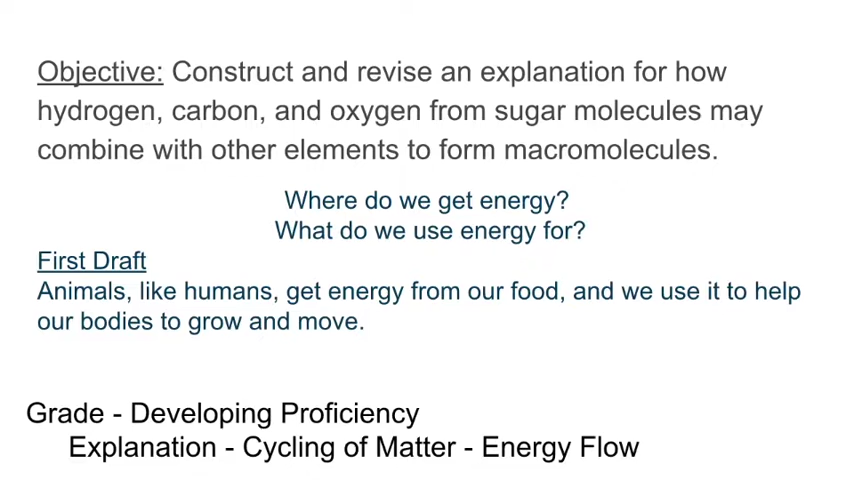 Objective: Construct and revise an explanation for how
hydrogen, carbon, and oxygen from sugar molecules may
combine with other elements to form macromolecules.
Where do we get energy?
What do we use energy for?
First Draft
Animals, like humans, get energy from our food, and we use it to help
our bodies to grow and move.
Grade - Developing Proficiency
Explanation - Cycling of Matter - Energy Flow